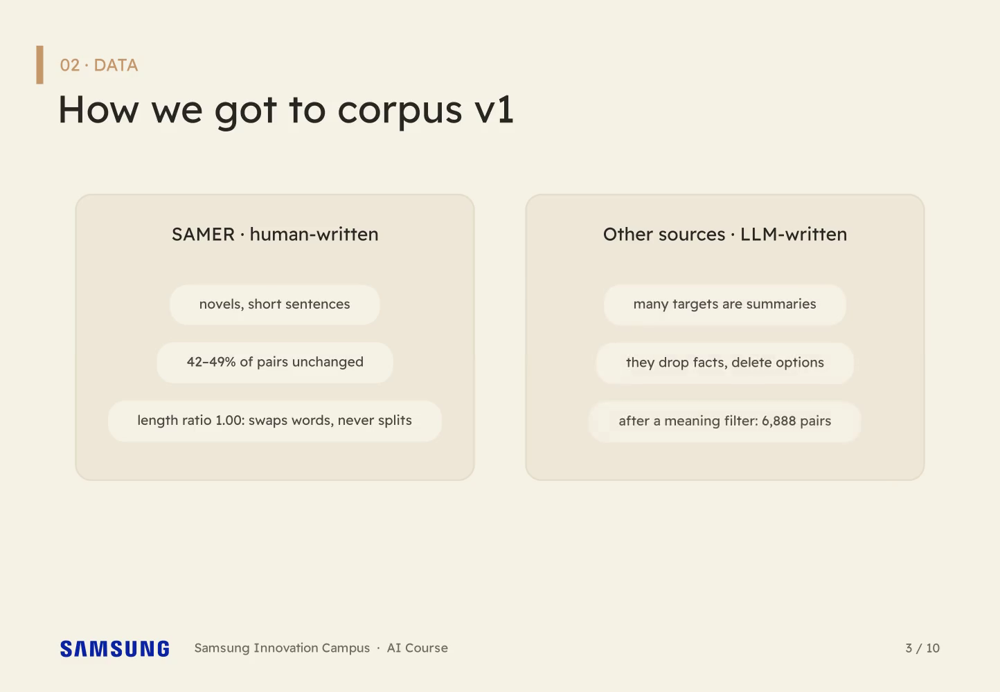 02 · DATA
How we got to corpus v1
SAMER · human-written
novels, short sentences
42–49% of pairs unchanged
length ratio 1.00: swaps words, never splits
Other sources · LLM-written
many targets are summaries
they drop facts, delete options
after a meaning filter: 6,888 pairs
SAMSUNG
Samsung Innovation Campus · AI Course
3 / 10